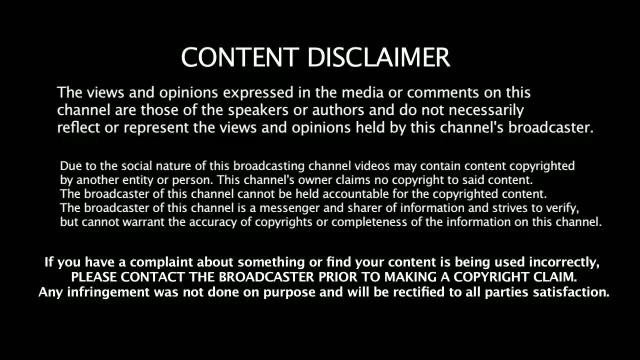 CONTENT DISCLAIMER
The views and opinions expressed in the media or comments on this
channel are those of the speakers or authors and do not necessarily
reflect or represent the views and opinions held by this channel's broadcaster.
Due to the social nature of this broadcasting channel videos may contain content copyrighted
by another entity or person. This channel's owner claims no copyright to said content.
The broadcaster of this channel cannot be held accountable for the copyrighted content.
The broadcaster of this channel is a messenger and sharer of information and strives to verify,
but cannot warrant the accuracy of copyrights or completeness of the information on this channel.
If you have a complaint about something or find your content is being used incorrectly,
PLEASE CONTACT THE BROADCASTER PRIOR TO MAKING A COPYRIGHT CLAIM.
Any infringement was not done on purpose and will be rectified to all parties satisfaction.